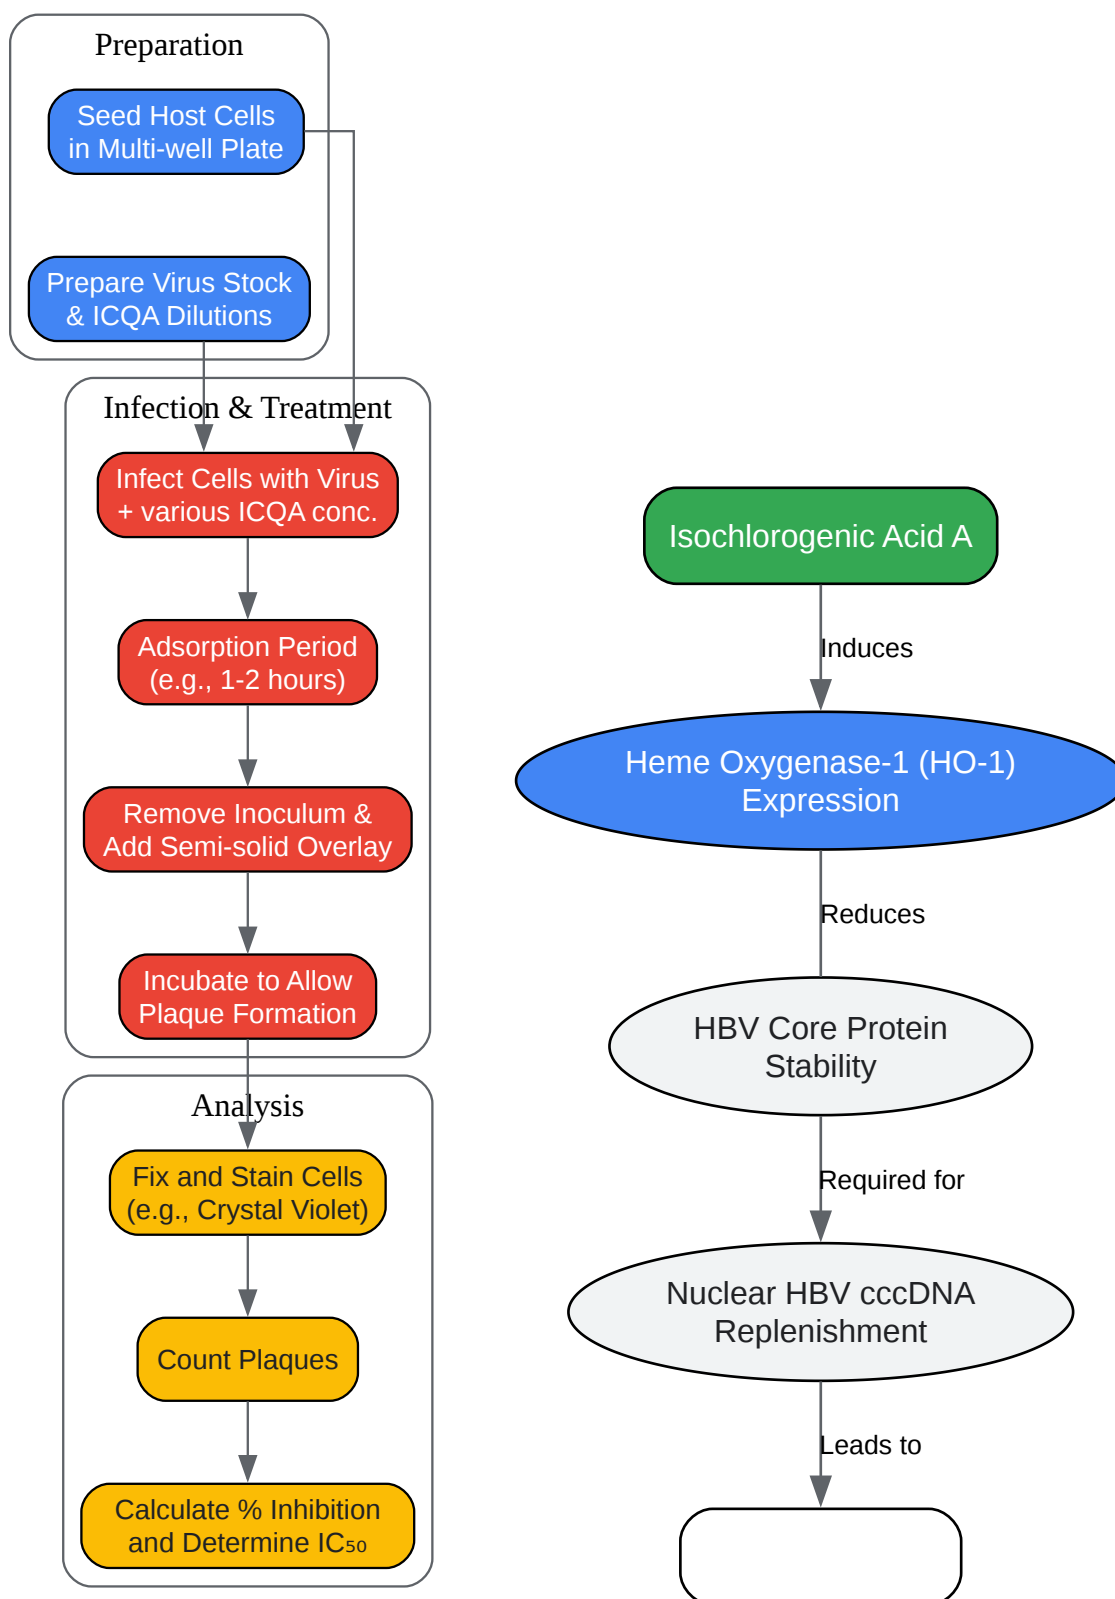 Preparation
Seed Host Cells
in Multi-well Plate
Prepare Virus Stock
& ICQA Dilutions
Infection & Treatment
Infect Cells with Virus
+ various ICQA conc.
Adsorption Period
(e.g., 1-2 hours)
Remove Inoculum &
Add Semi-solid Overlay
Incubate to Allow
Plaque Formation
Analysis
Fix and Stain Cells
(e.g., Crystal Violet)
Count Plaques
Calculate % Inhibition
and Determine IC₅₀
Isochlorogenic Acid A
Induces
Heme Oxygenase-1 (HO-1)
Expression
Reduces
HBV Core Protein
Stability
Required for
Nuclear HBV cccDNA
Replenishment
Leads to